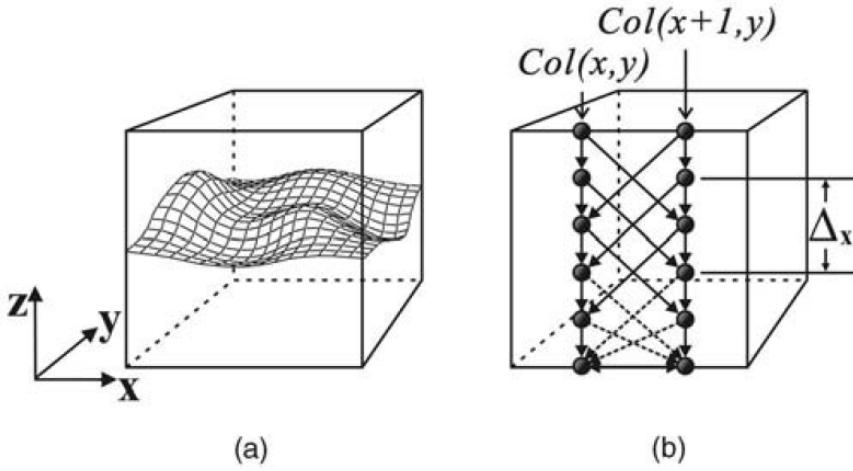 Col(x+1,y)
Col(x,y)
Δx
z
y
x
(a)
(b)